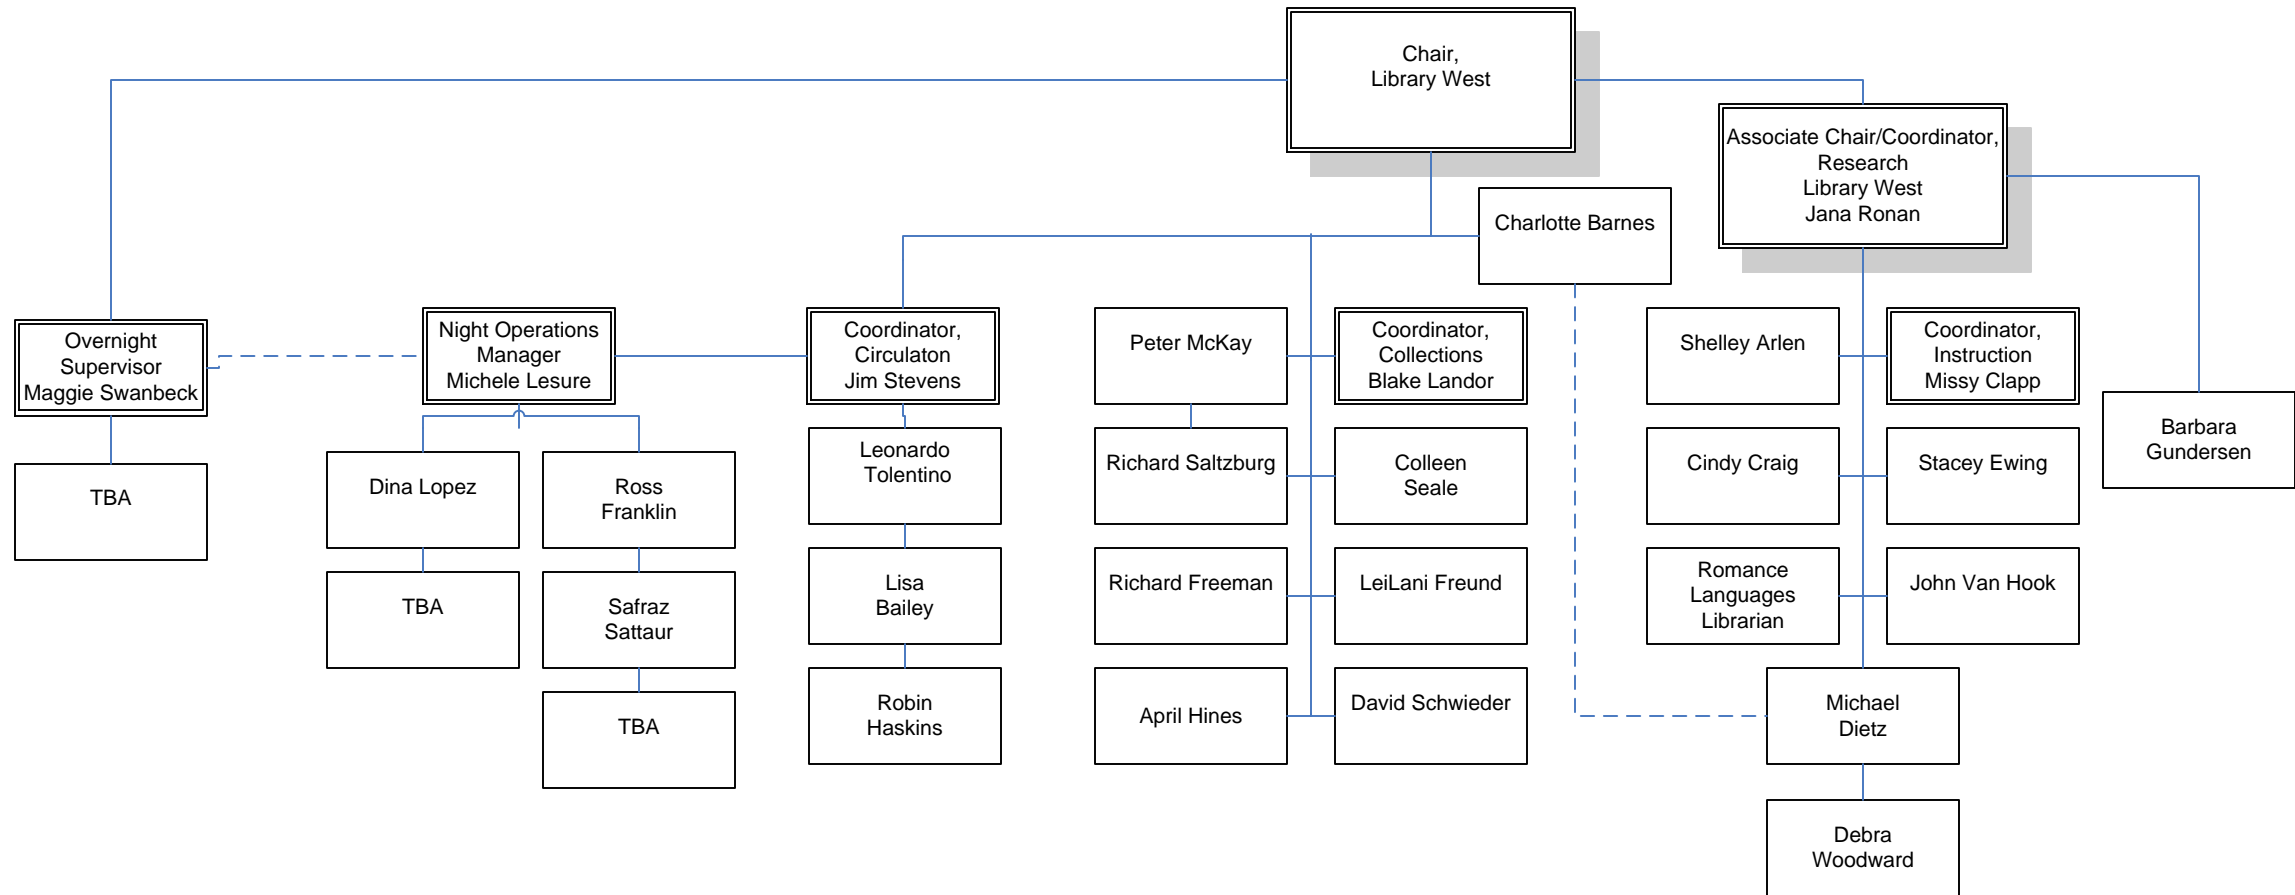 Chair,
Library West
Associate Chair/Coordinator,
Research
Library West
Jana Ronan
Charlotte Barnes
Overnight
Supervisor
Maggie Swanbeck
Night Operations
Manager
Michele Lesure
Coordinator,
Circulaton
Jim Stevens
Peter McKay
Coordinator,
Collections
Blake Landor
Shelley Arlen
Coordinator,
Instruction
Missy Clapp
Barbara
Gundersen
TBA
Dina Lopez
Ross
Franklin
Leonardo
Tolentino
Richard Saltzburg
Colleen
Seale
Cindy Craig
Stacey Ewing
TBA
Safraz
Sattaur
Lisa
Bailey
Richard Freeman
LeiLani Freund
Romance
Languages
Librarian
John Van Hook
TBA
Robin
Haskins
April Hines
David Schwieder
Michael
Dietz
Debra
Woodward